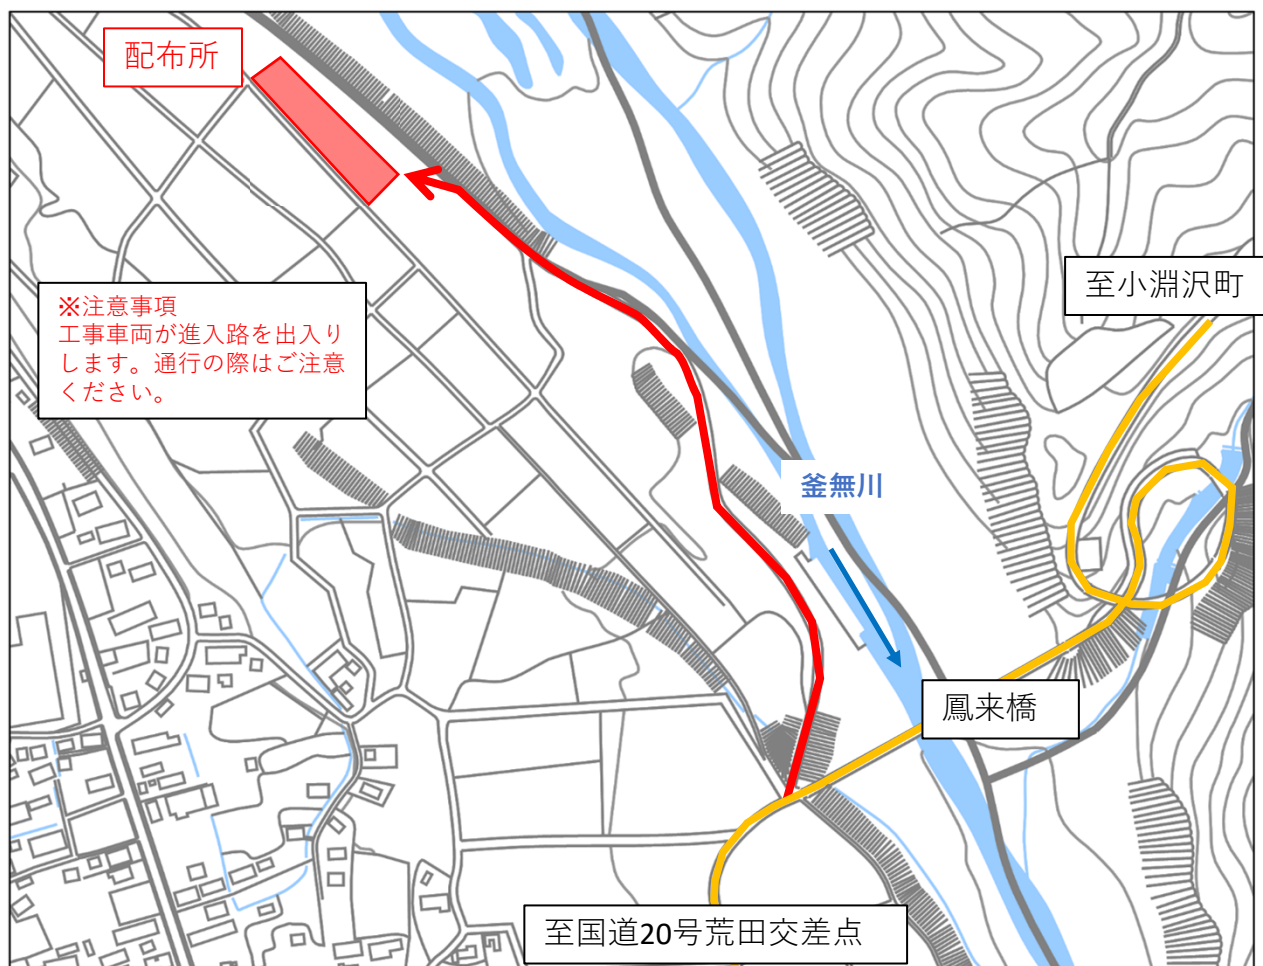 配布所
至小淵沢町
※注意事項
工事車両が進入路を出入り
します。通行の際はご注意
ください。
釜無川
鳳来橋
至国道20号荒田交差点